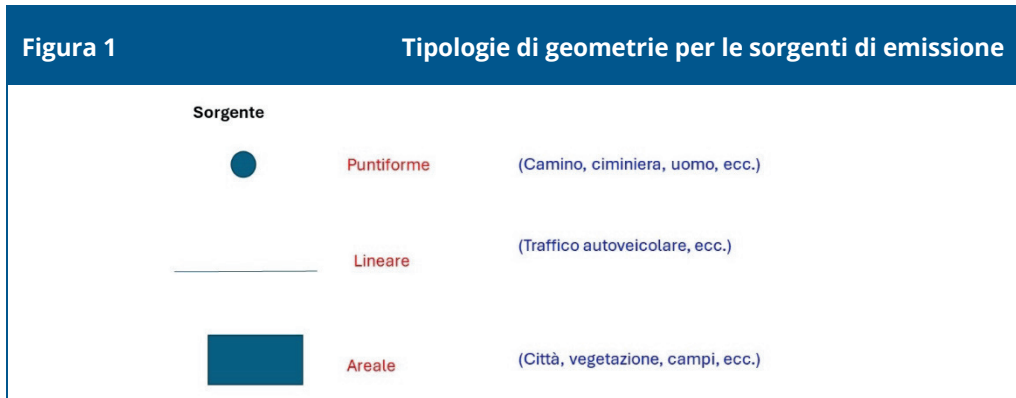 Figura 1 Tipologie di geometrie per le sorgenti di emissione
Sorgente
Puntiforme (Camino, ciminiera, uomo, ecc.)
Lineare (Traffico autoveicolare, ecc.)
Areale (Città, vegetazione, campi, ecc.)